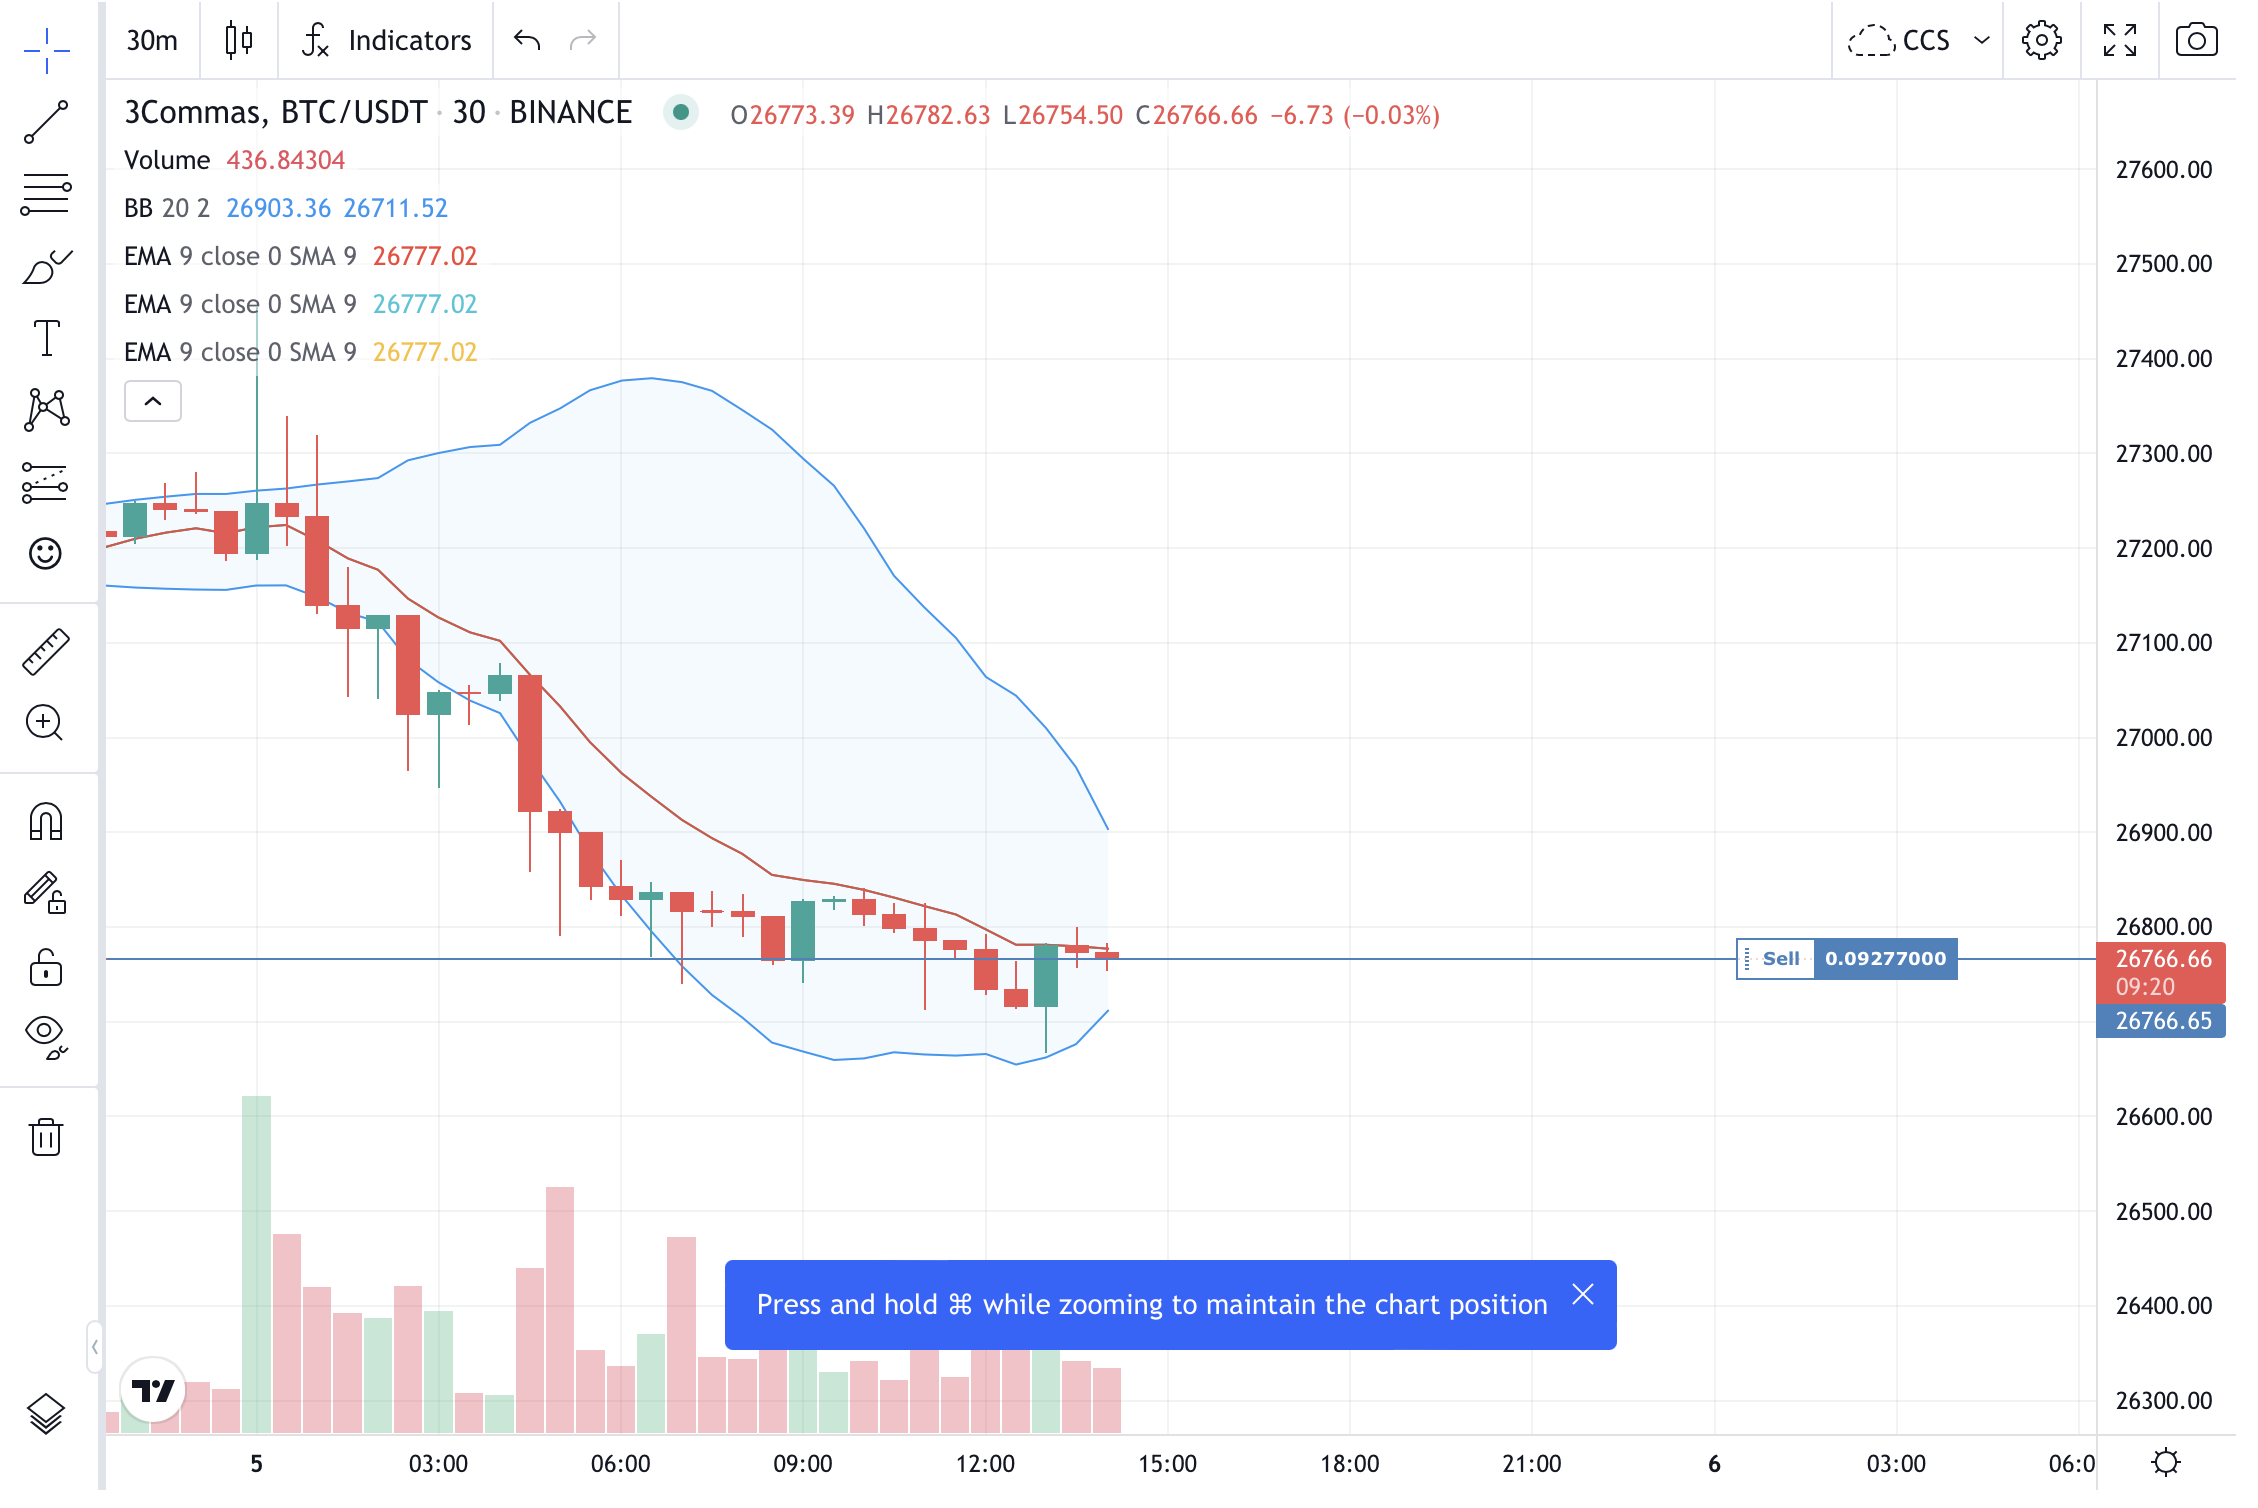 30m Indicators CCS
3Commas, BTC/USDT · 30 · BINANCE O26773.39 H26782.63 L26754.50 C26766.66 −6.73 (−0.03%)
Volume 436.84304
BB 20 2 26903.36 26711.52
EMA 9 close 0 SMA 9 26777.02
EMA 9 close 0 SMA 9 26777.02
EMA 9 close 0 SMA 9 26777.02
27600.00
27500.00
27400.00
27300.00
27200.00
27100.00
27000.00
26900.00
26800.00
Sell 0.09277000
26766.66
09:20
26766.65
26600.00
26500.00
26400.00
26300.00
Press and hold ⌘ while zooming to maintain the chart position
5 03:00 06:00 09:00 12:00 15:00 18:00 21:00 6 03:00 06:0